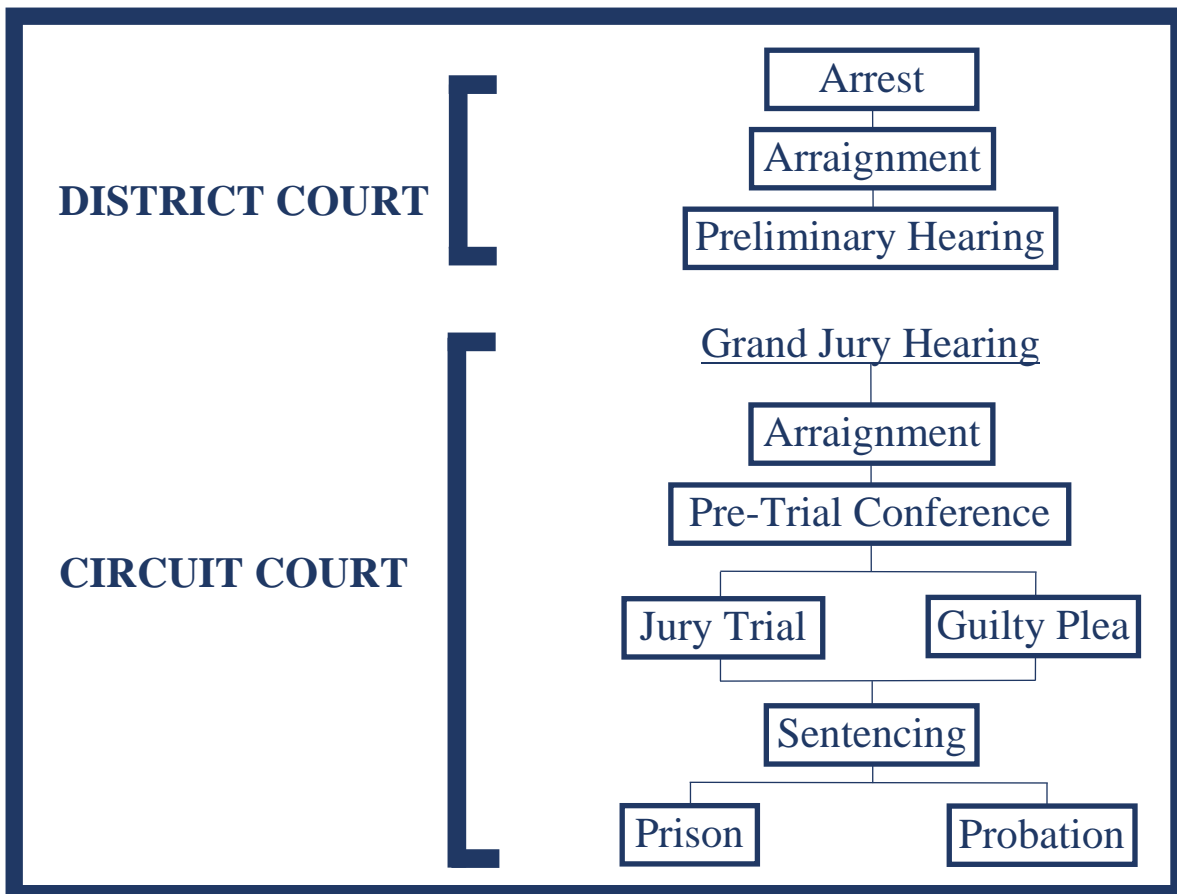 Arrest
Arraignment
DISTRICT COURT
Preliminary Hearing
Grand Jury Hearing
Arraignment
Pre-Trial Conference
CIRCUIT COURT
Jury Trial
Guilty Plea
Sentencing
Prison
Probation